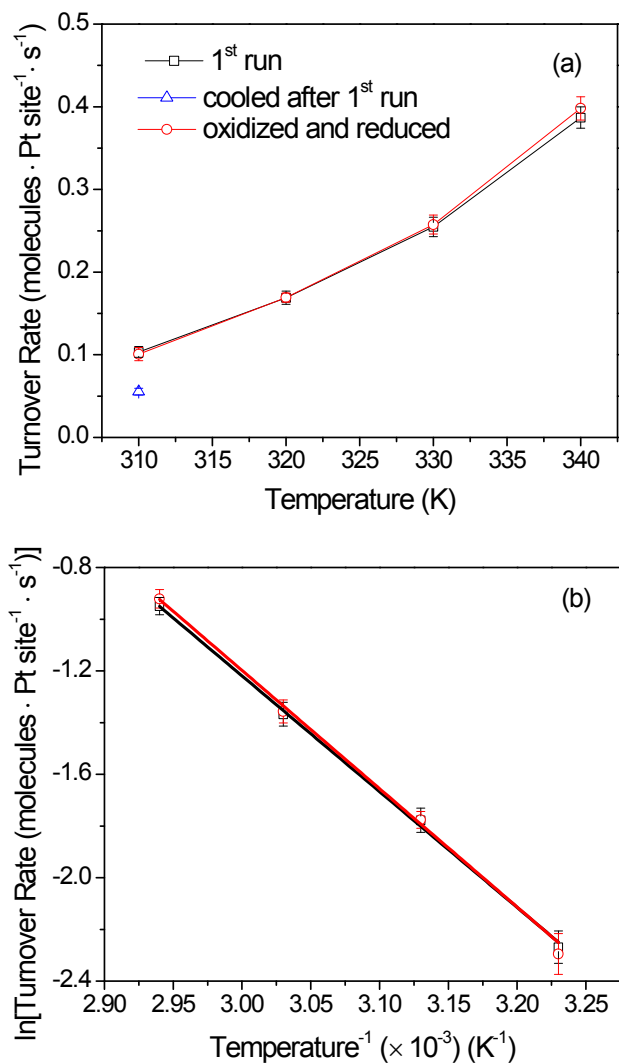 (a)
1st run
cooled after 1st run
oxidized and reduced
0.5
0.4
0.3
0.2
0.1
0.0
Turnover Rate (molecules · Pt site-1 · s-1)
310 315 320 325 330 335 340
Temperature (K)
(b)
-0.8
-1.2
-1.6
-2.0
-2.4
ln[Turnover Rate (molecules · Pt site-1 · s-1)]
2.90 2.95 3.00 3.05 3.10 3.15 3.20 3.25
Temperature-1 (× 10-3) (K-1)